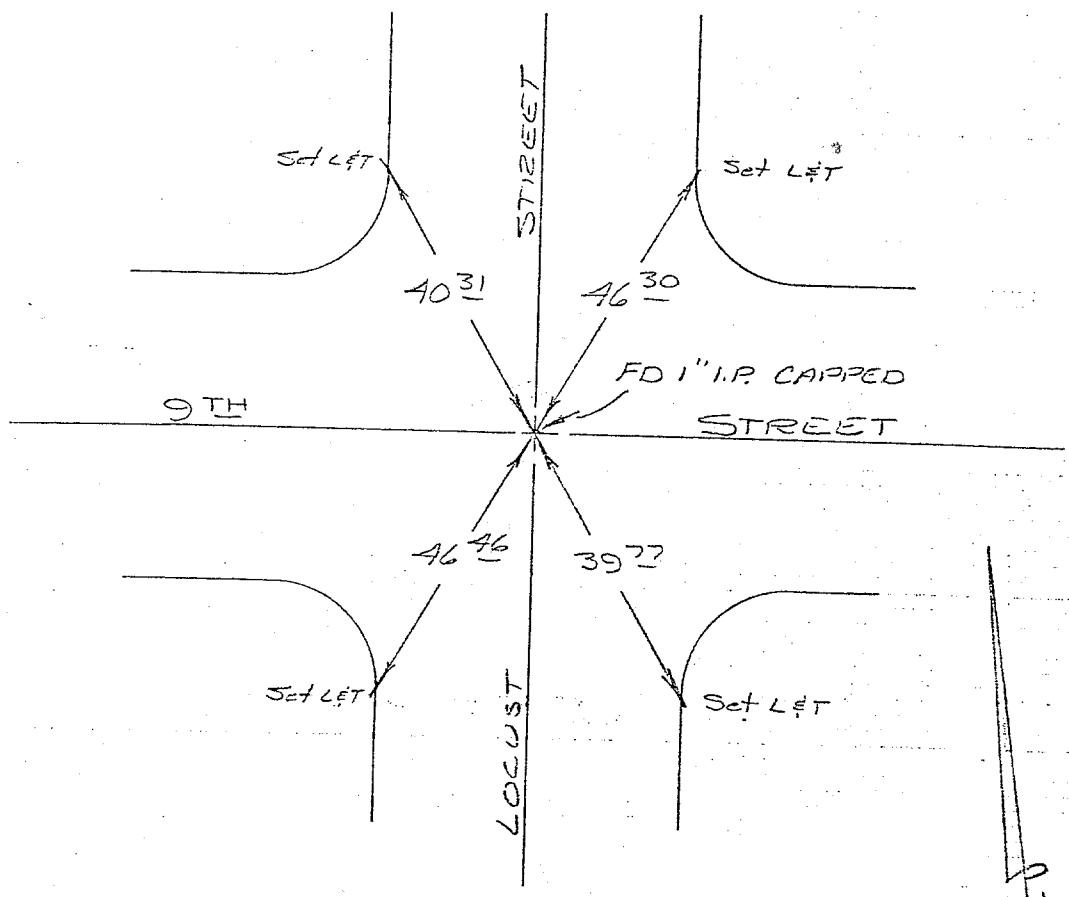 STREET
Set L&T
Set L&T
40 31
46 30
FD 1" I.P. CAPPED
9TH
STREET
46 46
39 77
Set L&T
Set L&T
LOCUST